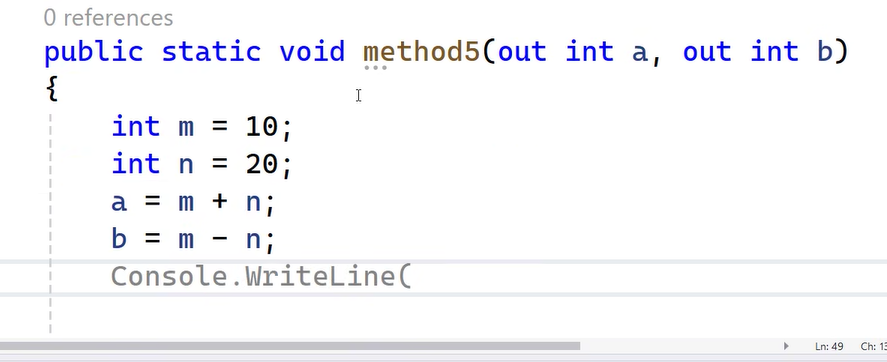 0 references
public static void method5(out int a, out int b)
{
int m = 10;
int n = 20;
a = m + n;
b = m - n;
Console.WriteLine(
Ln: 49 Ch: 13